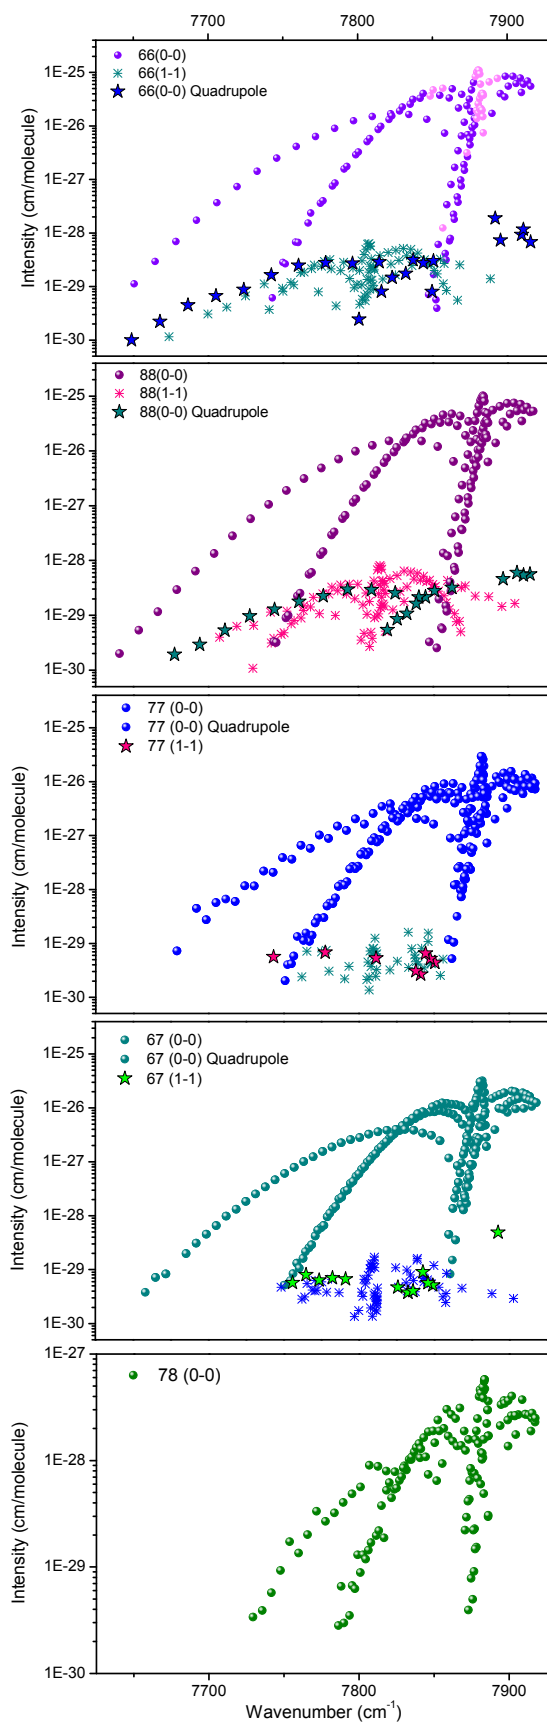 7700 7800 7900
66(0-0)
66(1-1)
66(0-0) Quadrupole
1E-25
1E-26
1E-27
1E-28
1E-29
1E-30
Intensity (cm/molecule)
88(0-0)
88(1-1)
88(0-0) Quadrupole
1E-25
1E-26
1E-27
1E-28
1E-29
1E-30
Intensity (cm/molecule)
77 (0-0)
77 (0-0) Quadrupole
77 (1-1)
1E-25
1E-26
1E-27
1E-28
1E-29
1E-30
Intensity (cm/molecule)
67 (0-0)
67 (0-0) Quadrupole
67 (1-1)
1E-25
1E-26
1E-27
1E-28
1E-29
1E-30
Intensity (cm/molecule)
78 (0-0)
1E-27
1E-28
1E-29
1E-30
Intensity (cm/molecule)
7700 7800 7900
Wavenumber (cm⁻¹)